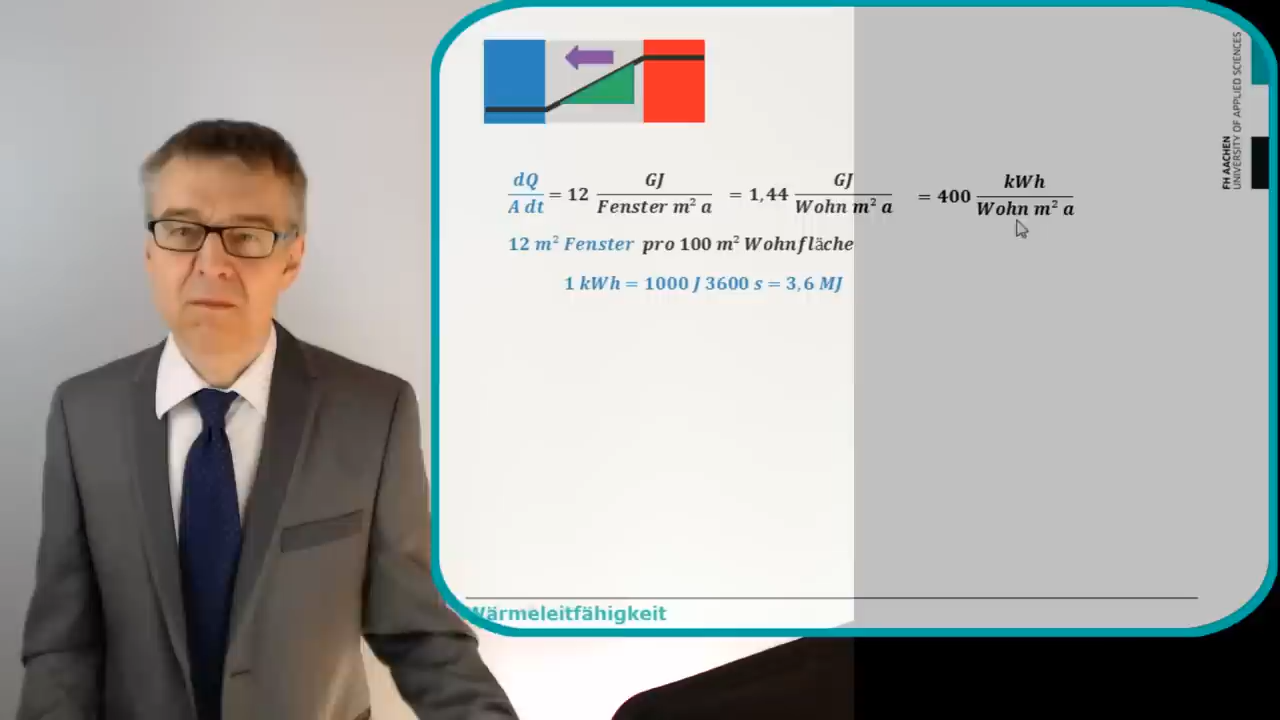 dQ/A dt = 12 GJ/Fenster m² a = 1,44 GJ/Wohn m² a = 400 kWh/Wohn m² a
12 m² Fenster pro 100 m² Wohnfläche
1 kWh = 1000 J 3600 s = 3,6 MJ
Wärmeleitfähigkeit
FH AACHEN
UNIVERSITY OF APPLIED SCIENCES